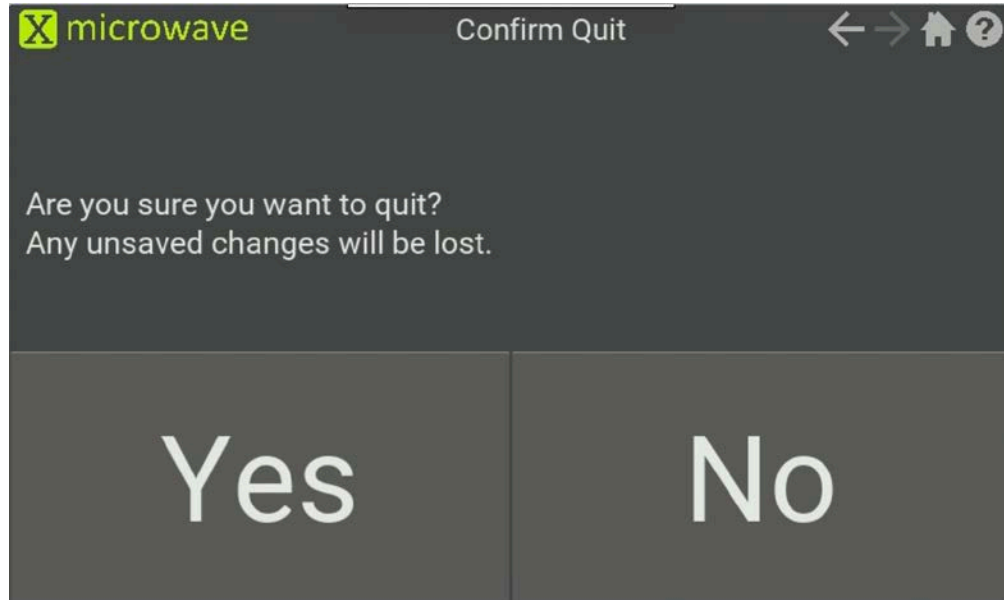 X microwave
Confirm Quit
?
Are you sure you want to quit?
Any unsaved changes will be lost.
Yes
No